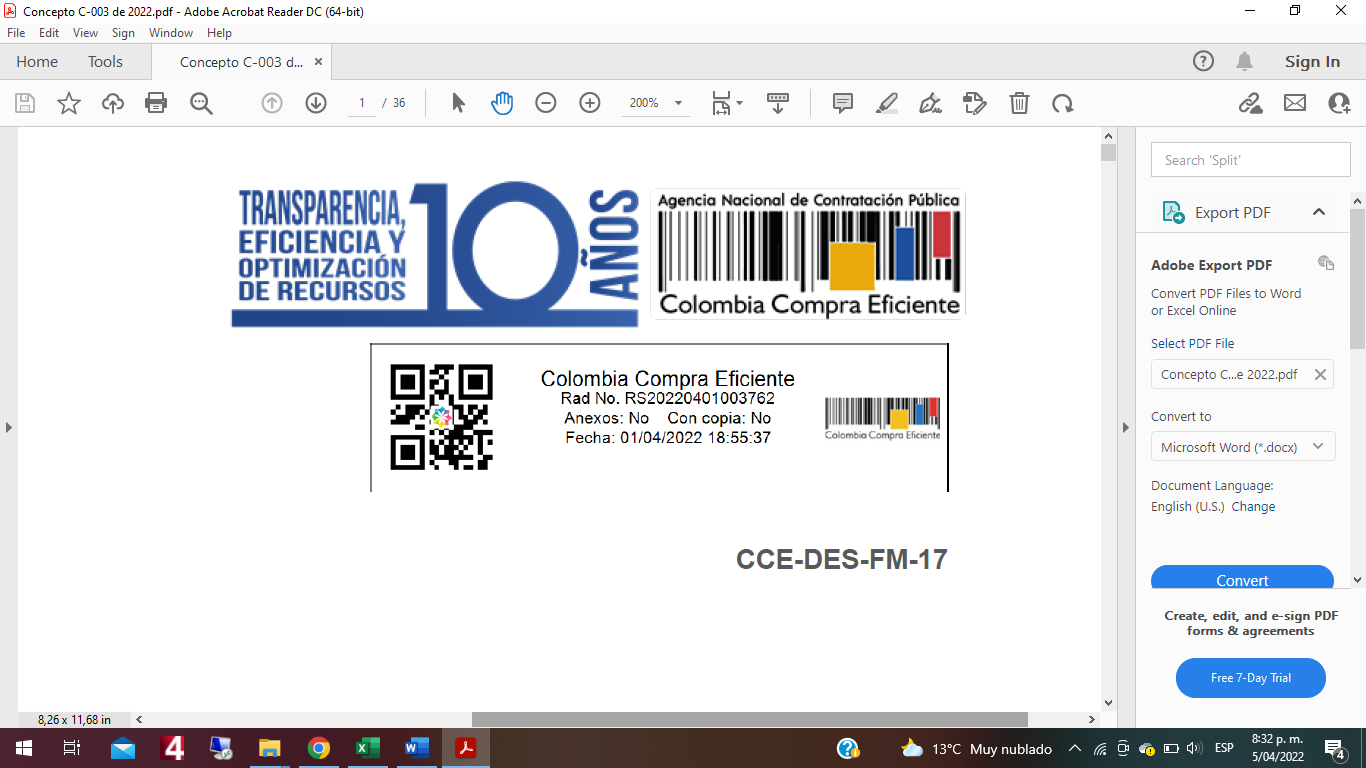 Concepto C-003 de 2022.pdf - Adobe Acrobat Reader DC (64-bit)
File Edit View Sign Window Help
Home Tools Concepto C-003 d... Sign In
1 / 36 200%
Search 'Split'
Export PDF
Adobe Export PDF
Convert PDF Files to Word
or Excel Online
Select PDF File
Concepto C...e 2022.pdf
Convert to
Microsoft Word (*.docx)
Document Language:
English (U.S.) Change
Convert
Create, edit, and e-sign PDF
forms & agreements
Free 7-Day Trial
TRANSPARENCIA,
EFICIENCIA Y
OPTIMIZACIÓN
DE RECURSOS
10 AÑOS
Agencia Nacional de Contratación Pública
Colombia Compra Eficiente
Colombia Compra Eficiente
Rad No. RS20220401003762
Anexos: No Con copia: No
Fecha: 01/04/2022 18:55:37
Colombia Compra Eficiente
CCE-DES-FM-17
8,26 x 11,68 in
4
13°C Muy nublado
ESP
8:32 p. m.
5/04/2022
4